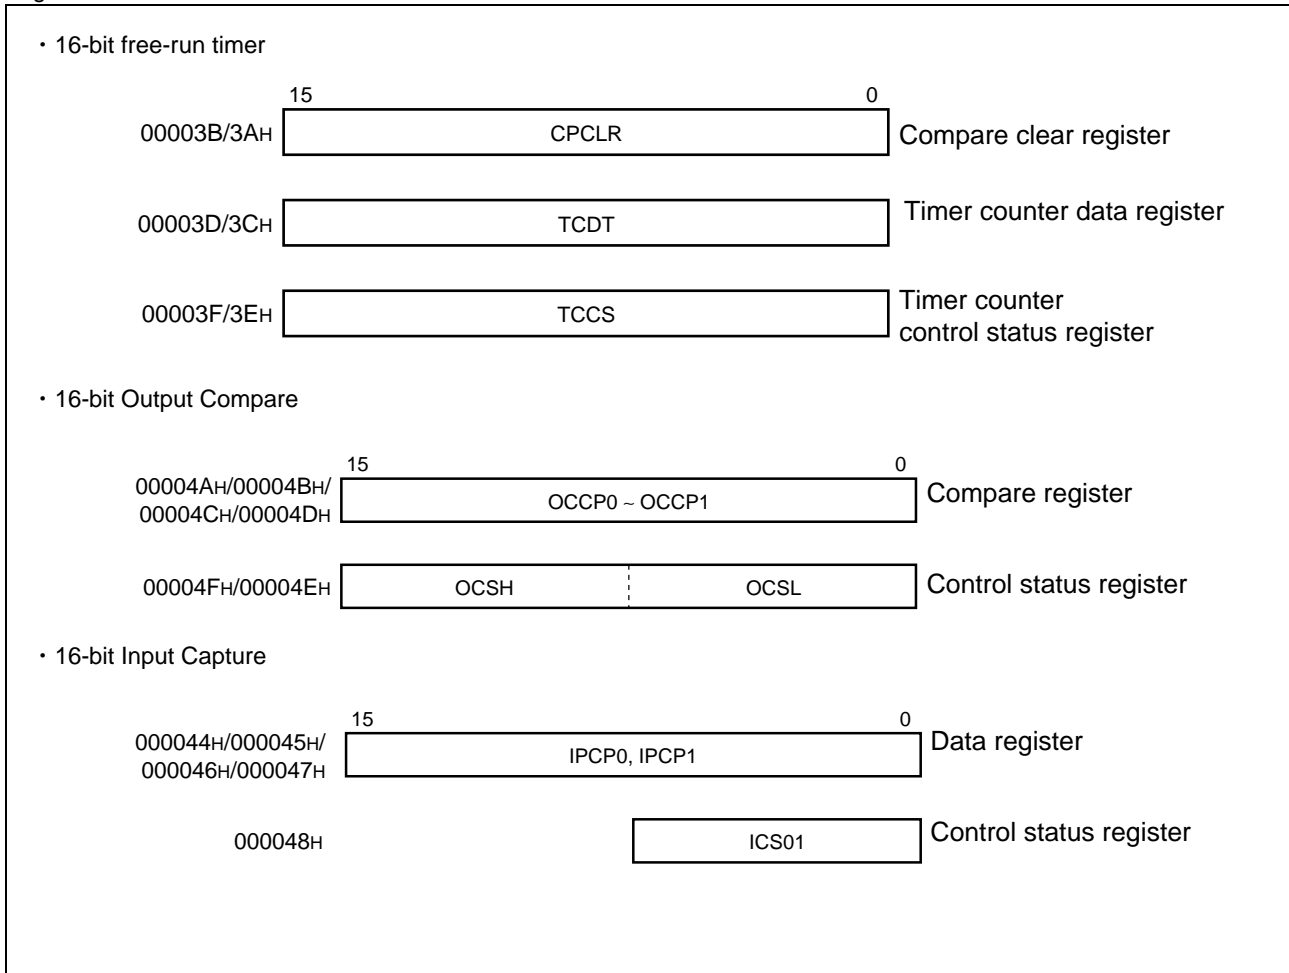 ・16-bit free-run timer
15 0
00003B/3AH CPCLR Compare clear register
00003D/3CH TCDT Timer counter data register
00003F/3EH TCCS Timer counter
control status register
・16-bit Output Compare
15 0
00004AH/00004BH/
00004CH/00004DH OCCP0 ~ OCCP1 Compare register
00004FH/00004EH OCSH OCSL Control status register
・16-bit Input Capture
15 0
000044H/000045H/
000046H/000047H IPCP0, IPCP1 Data register
000048H ICS01 Control status register